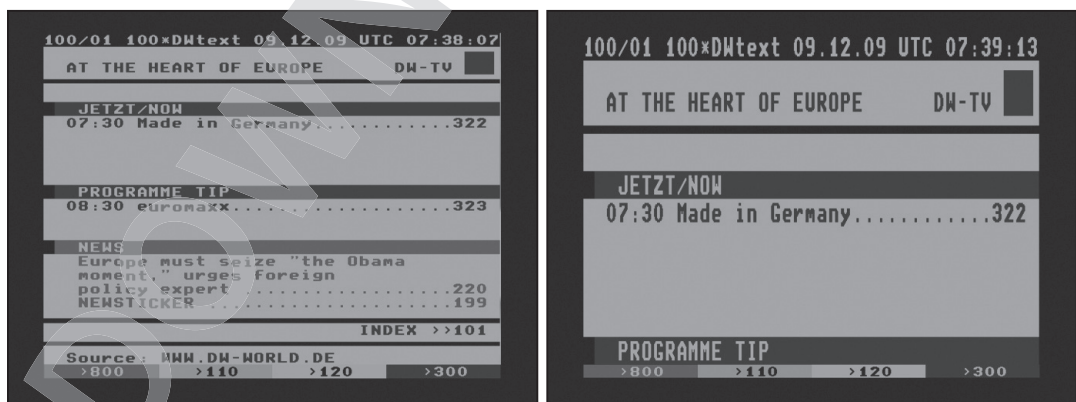 100/01 100*DWtext 09.12.09 UTC 07:38:07
AT THE HEART OF EUROPE DW-TV
JETZT/NOW
07:30 Made in Germany............322
PROGRAMME TIP
08:30 euromaxx...................323
NEWS
Europe must seize "the Obama
moment," urges foreign
policy expert ...................220
NEWSTICKER ......................199
INDEX >>101
Source: WWW.DW-WORLD.DE
>800 >110 >120 >300
100/01 100*DWtext 09.12.09 UTC 07:39:13
AT THE HEART OF EUROPE DW-TV
JETZT/NOW
07:30 Made in Germany............322
PROGRAMME TIP
>800 >110 >120 >300
DOW